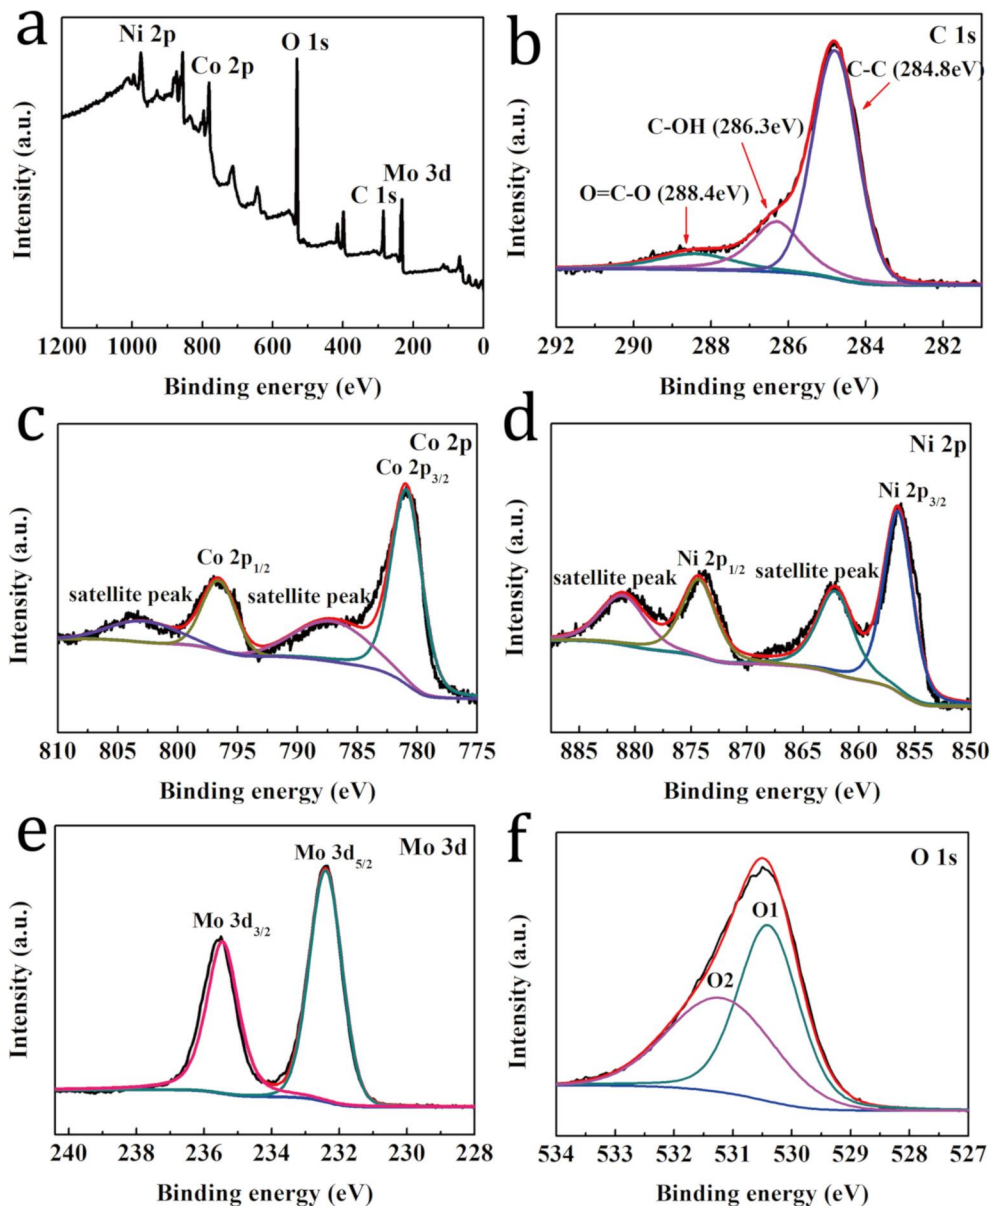 a
Ni 2p
Co 2p
O 1s
C 1s
Mo 3d
Intensity (a.u.)
1200 1000 800 600 400 200 0
Binding energy (eV)
b
C 1s
C-C (284.8eV)
C-OH (286.3eV)
O=C-O (288.4eV)
Intensity (a.u.)
292 290 288 286 284 282
Binding energy (eV)
c
Co 2p
Co 2p3/2
Co 2p1/2
satellite peak
satellite peak
Intensity (a.u.)
810 805 800 795 790 785 780 775
Binding energy (eV)
d
Ni 2p
Ni 2p3/2
Ni 2p1/2
satellite peak
satellite peak
Intensity (a.u.)
885 880 875 870 865 860 855 850
Binding energy (eV)
e
Mo 3d
Mo 3d5/2
Mo 3d3/2
Intensity (a.u.)
240 238 236 234 232 230 228
Binding energy (eV)
f
O 1s
O1
O2
Intensity (a.u.)
534 533 532 531 530 529 528 527
Binding energy (eV)